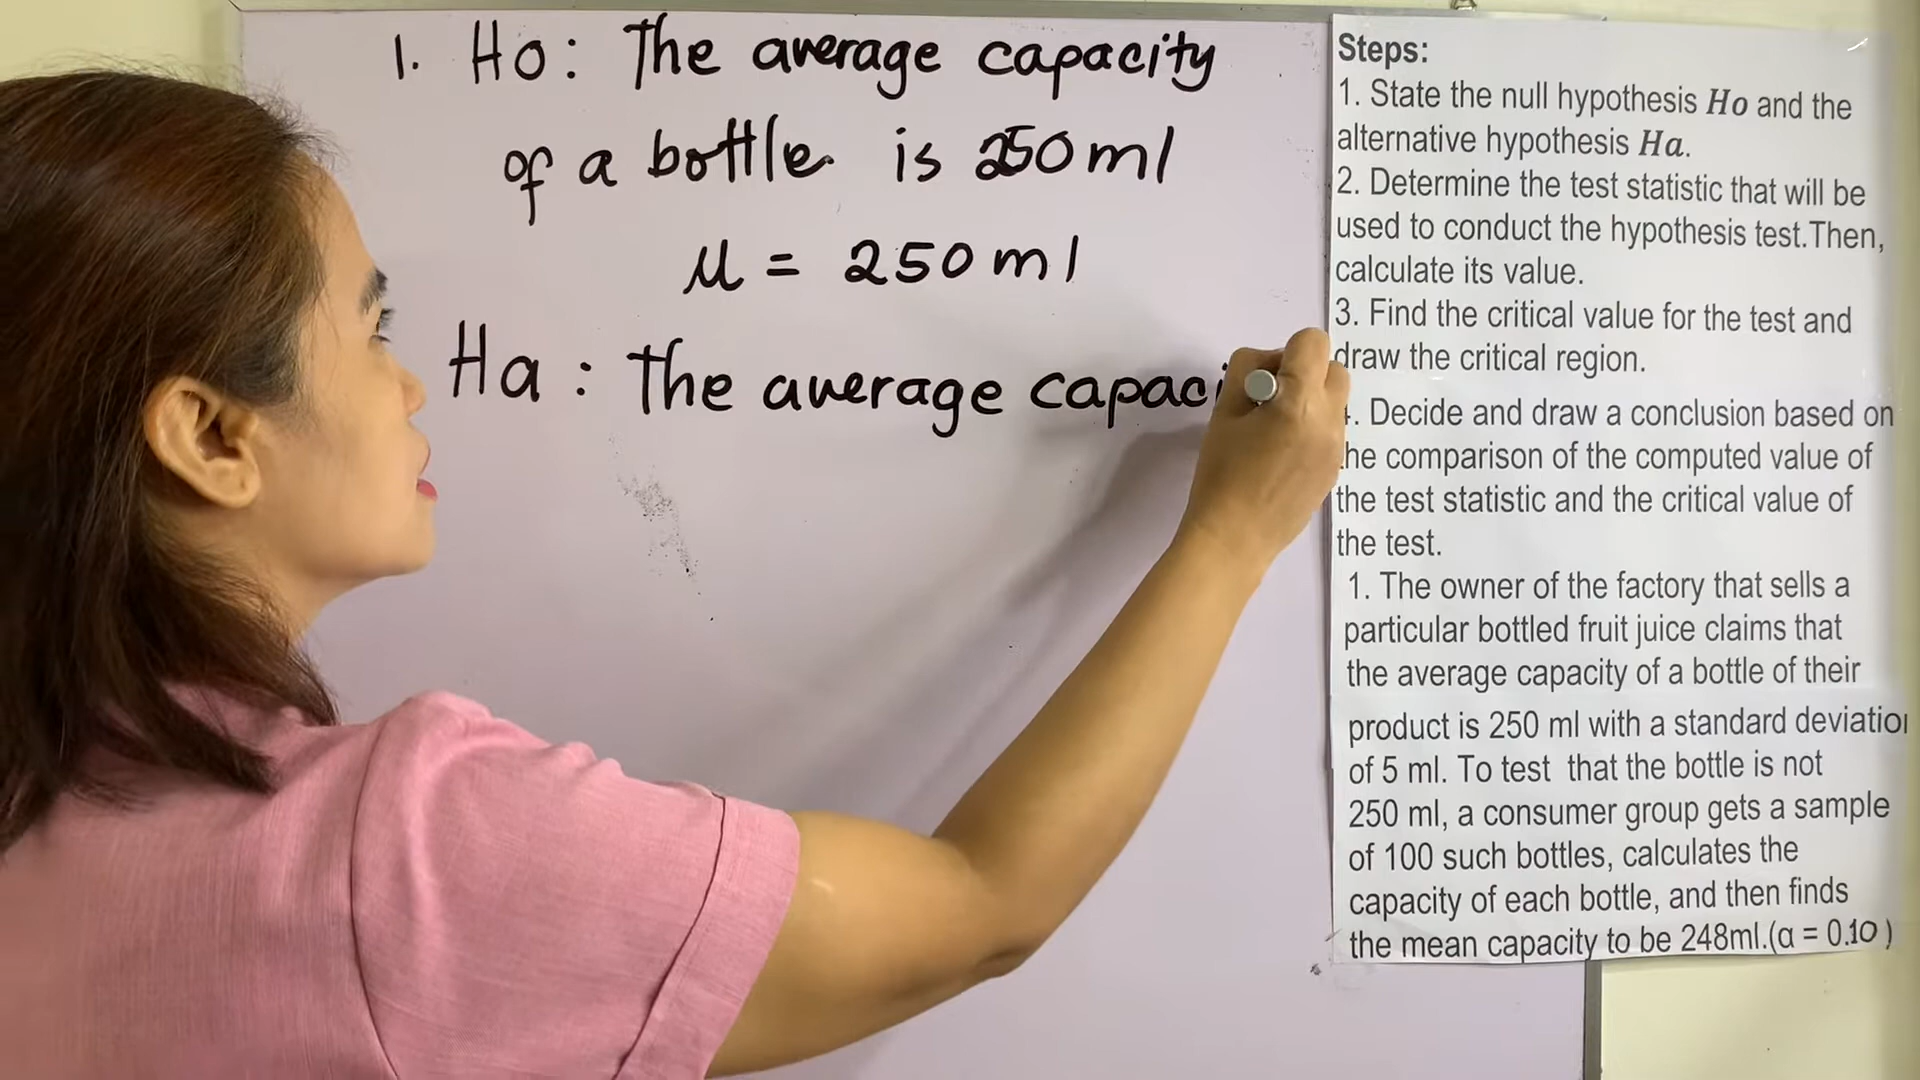 1. Ho: The average capacity
of a bottle is 250 ml
μ = 250 ml
Ha: The average capaci
Steps:
1. State the null hypothesis Ho and the
alternative hypothesis Ha.
2. Determine the test statistic that will be
used to conduct the hypothesis test.Then,
calculate its value.
3. Find the critical value for the test and
draw the critical region.
4. Decide and draw a conclusion based on
the comparison of the computed value of
the test statistic and the critical value of
the test.
1. The owner of the factory that sells a
particular bottled fruit juice claims that
the average capacity of a bottle of their
product is 250 ml with a standard deviation
of 5 ml. To test that the bottle is not
250 ml, a consumer group gets a sample
of 100 such bottles, calculates the
capacity of each bottle, and then finds
the mean capacity to be 248ml.(α = 0.10)